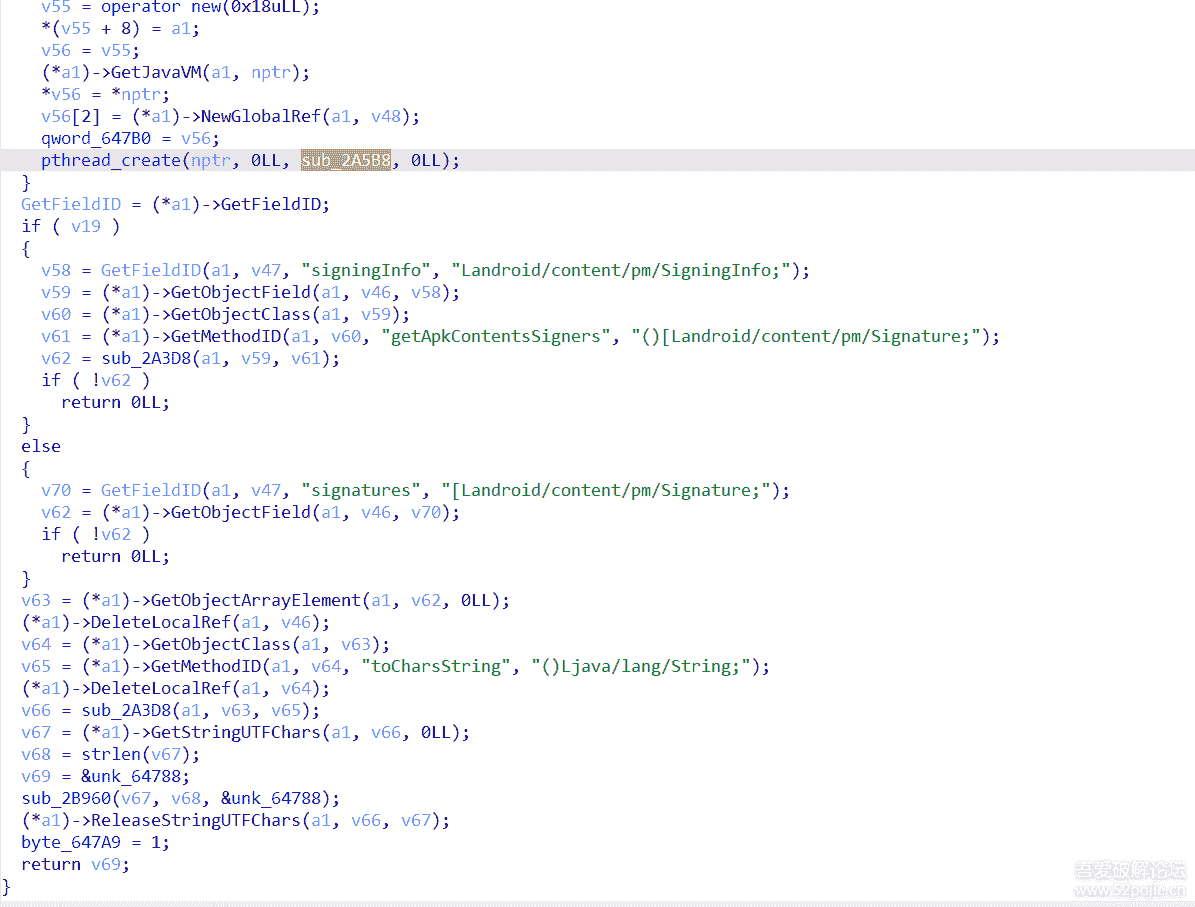 v55 = operator new(0x18uLL);
*(v55 + 8) = a1;
v56 = v55;
(*a1)->GetJavaVM(a1, nptr);
*v56 = *nptr;
v56[2] = (*a1)->NewGlobalRef(a1, v48);
qword_647B0 = v56;
pthread_create(nptr, 0LL, sub_2A5B8, 0LL);
}
GetFieldID = (*a1)->GetFieldID;
if ( v19 )
{
v58 = GetFieldID(a1, v47, "signingInfo", "Landroid/content/pm/SigningInfo;");
v59 = (*a1)->GetObjectField(a1, v46, v58);
v60 = (*a1)->GetObjectClass(a1, v59);
v61 = (*a1)->GetMethodID(a1, v60, "getApkContentsSigners", "()[Landroid/content/pm/Signature;");
v62 = sub_2A3D8(a1, v59, v61);
if ( !v62 )
return 0LL;
}
else
{
v70 = GetFieldID(a1, v47, "signatures", "[Landroid/content/pm/Signature;");
v62 = (*a1)->GetObjectField(a1, v46, v70);
if ( !v62 )
return 0LL;
}
v63 = (*a1)->GetObjectArrayElement(a1, v62, 0LL);
(*a1)->DeleteLocalRef(a1, v46);
v64 = (*a1)->GetObjectClass(a1, v63);
v65 = (*a1)->GetMethodID(a1, v64, "toCharsString", "()Ljava/lang/String;");
(*a1)->DeleteLocalRef(a1, v64);
v66 = sub_2A3D8(a1, v63, v65);
v67 = (*a1)->GetStringUTFChars(a1, v66, 0LL);
v68 = strlen(v67);
v69 = &unk_64788;
sub_2B960(v67, v68, &unk_64788);
(*a1)->ReleaseStringUTFChars(a1, v66, v67);
byte_647A9 = 1;
return v69;
}
吾爱破解论坛
www.52pojie.cn